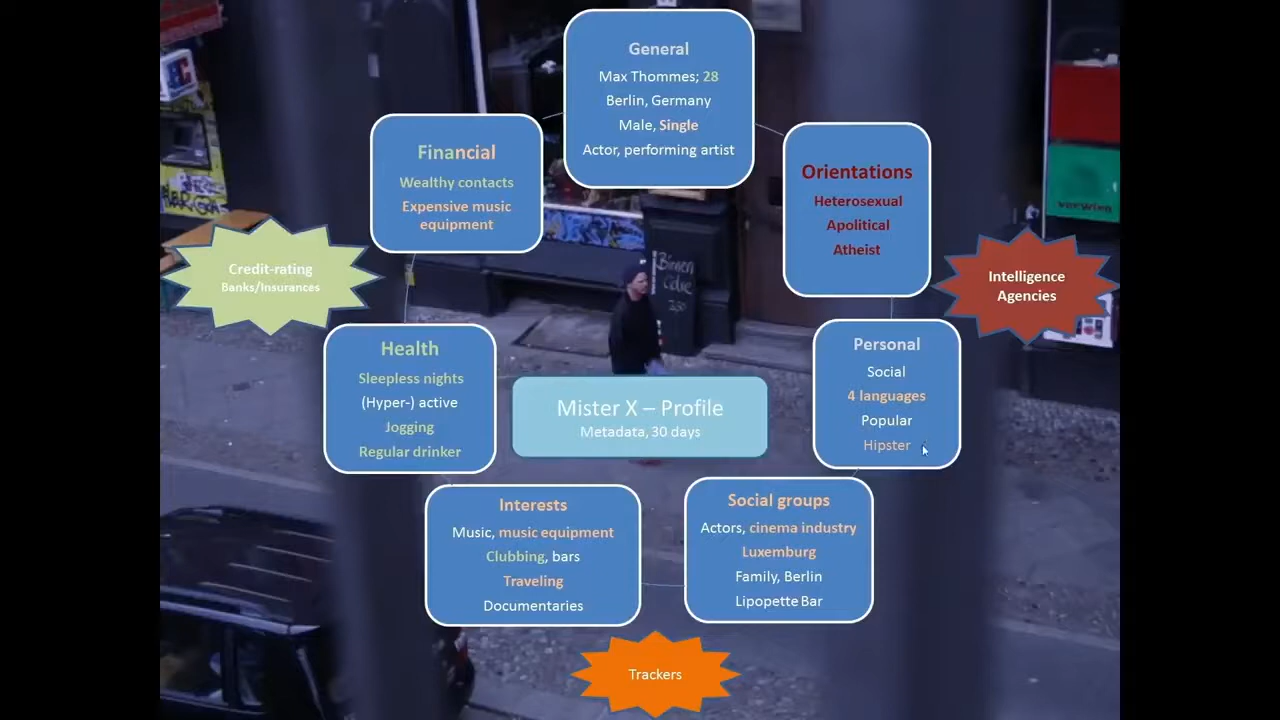 General
Max Thommes; 28
Berlin, Germany
Male, Single
Actor, performing artist
Financial
Wealthy contacts
Expensive music
equipment
Orientations
Heterosexual
Apolitical
Atheist
Credit-rating
Banks/Insurances
Intelligence
Agencies
Health
Sleepless nights
(Hyper-) active
Jogging
Regular drinker
Mister X – Profile
Metadata, 30 days
Personal
Social
4 languages
Popular
Hipster
Interests
Music, music equipment
Clubbing, bars
Traveling
Documentaries
Social groups
Actors, cinema industry
Luxemburg
Family, Berlin
Lipopette Bar
Trackers